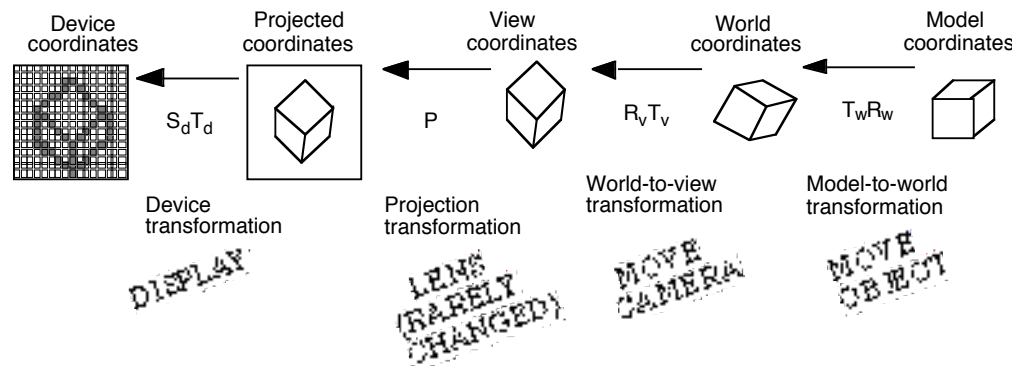 Device
coordinates
Projected
coordinates
View
coordinates
World
coordinates
Model
coordinates
SdTd
P
RvTv
TwRw
Device
transformation
Projection
transformation
World-to-view
transformation
Model-to-world
transformation
DISPLAY
LENS
(RARELY
CHANGED)
MOVE
CAMERA
MOVE
OBJECT